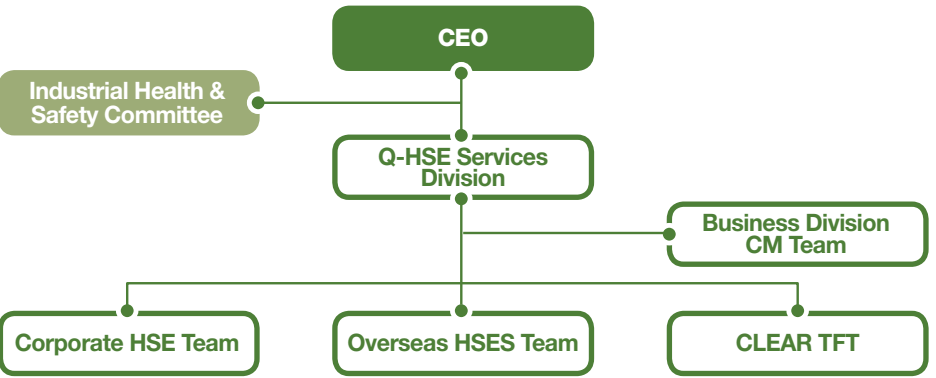 CEO
Industrial Health &
Safety Committee
Q-HSE Services
Division
Business Division
CM Team
Corporate HSE Team
Overseas HSES Team
CLEAR TFT